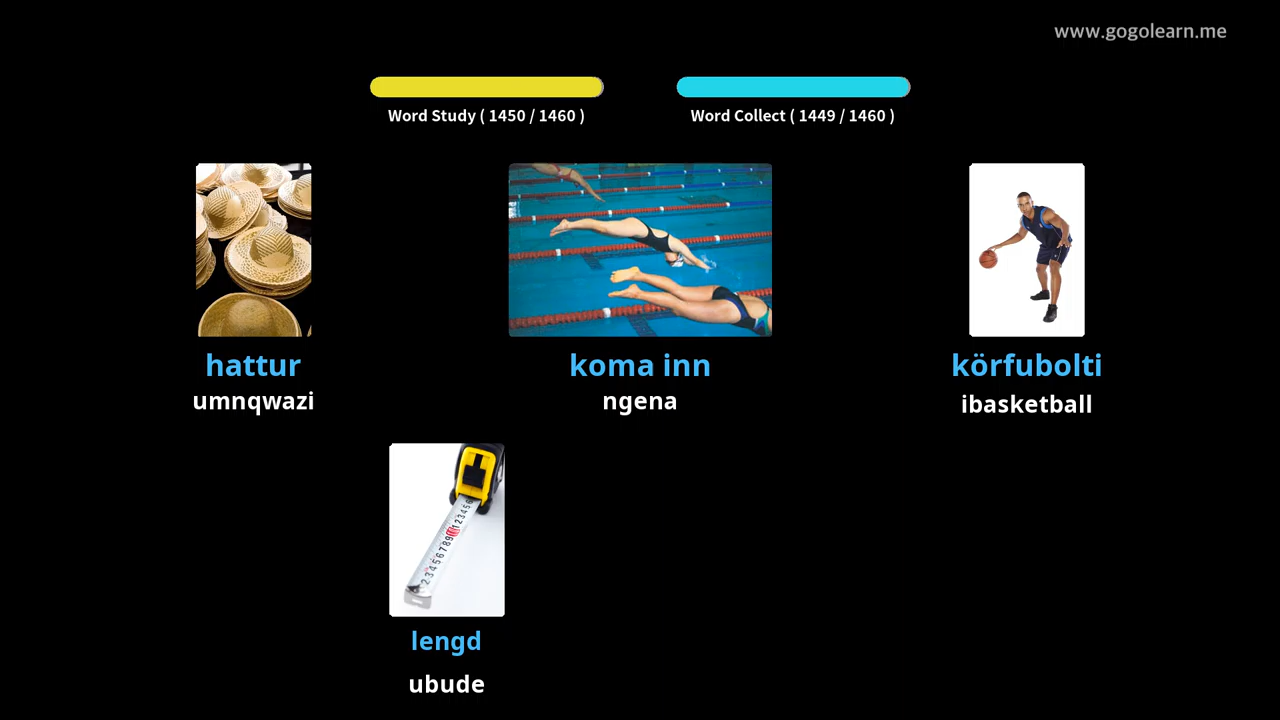 www.gogolearn.me
Word Study ( 1450 / 1460 )
Word Collect ( 1449 / 1460 )
hattur
umnqwazi
koma inn
ngena
körfubolti
ibasketball
lengd
ubude